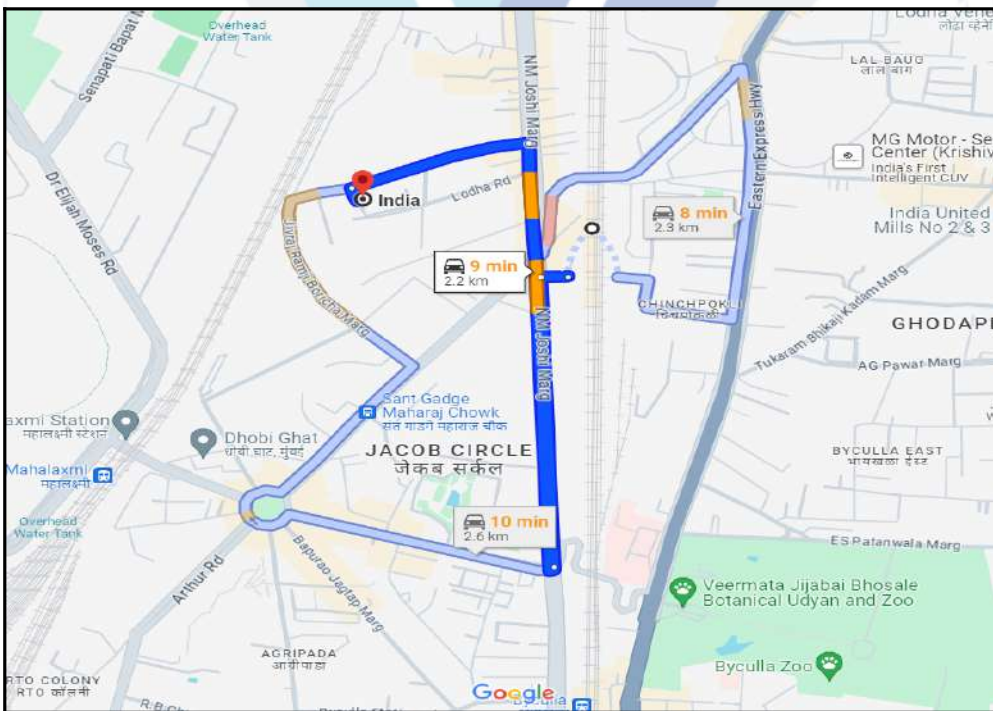 Overhead
Water Tank
Senapati Bapat M
Lodha Vene
लोढा व्हेने
LAL BAUG
लाल बाग
NM Joshi Marg
Eastern Express Hwy
MG Motor - Se
Center (Krishiv
India's First
Intelligent CUV
Dr Elijah Moses Rd
Lodha Rd
India
8 min
2.3 km
India United
Mills No 2 & 3
9 min
2.2 km
CHINCHPOKLI
चिंचपोकळी
Tukaram Bhikaji Kadam Marg
GHODAPI
NM Joshi Marg
AG Pawar Marg
Sant Gadge
Maharaj Chowk
संत गाडगे महाराज चौक
axmi Station
महालक्ष्मी स्टेशन
Dhobi Ghat
धोबी घाट, मुंबई
JACOB CIRCLE
जेकब सर्कल
BYCULLA EAST
भायखळा ईस्ट
Mahalaxmi
महालक्ष्मी
Overhead
Water Tank
10 min
2.6 km
ES Patanwala Marg
Arthur Rd
Bapurao Jagtap Marg
Veermata Jijabai Bhosale
Botanical Udyan and Zoo
AGRIPADA
आग्रीपाडा
Byculla Zoo
RTO COLONY
RTO कॉलनी
Google
Byculla